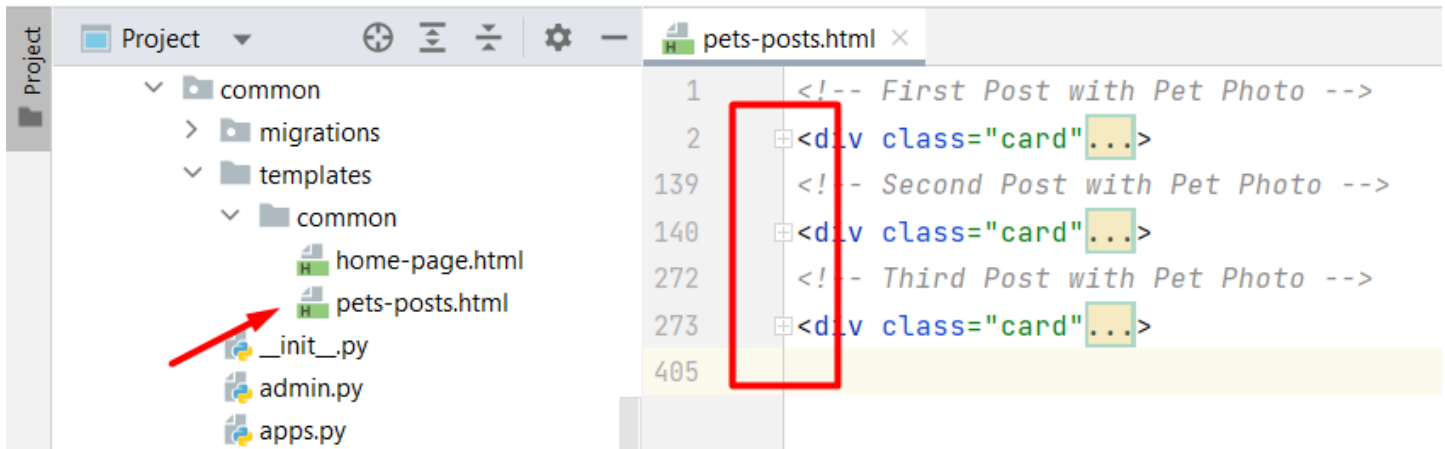 Project
Project
common
migrations
templates
common
home-page.html
pets-posts.html
__init__.py
admin.py
apps.py
pets-posts.html
1 <!-- First Post with Pet Photo -->
2 <div class="card"...>
139 <!-- Second Post with Pet Photo -->
140 <div class="card"...>
272 <!-- Third Post with Pet Photo -->
273 <div class="card"...>
405